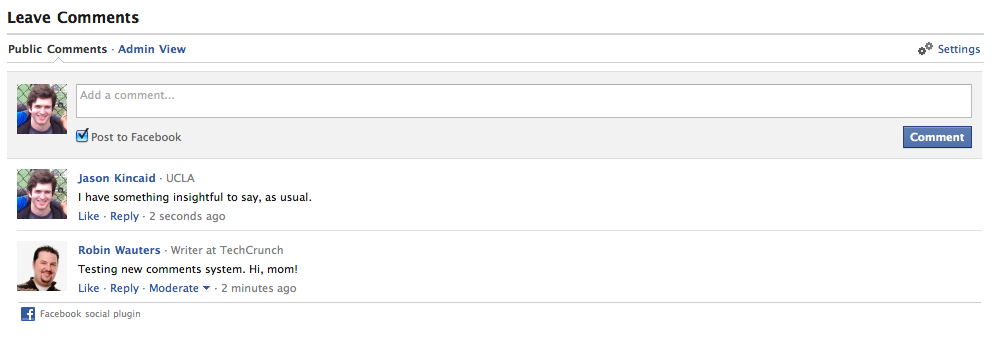 Leave Comments
Public Comments · Admin View
Settings
Add a comment...
Post to Facebook
Comment
Jason Kincaid · UCLA
I have something insightful to say, as usual.
Like · Reply · 2 seconds ago
Robin Wauters · Writer at TechCrunch
Testing new comments system. Hi, mom!
Like · Reply · Moderate · 2 minutes ago
Facebook social plugin